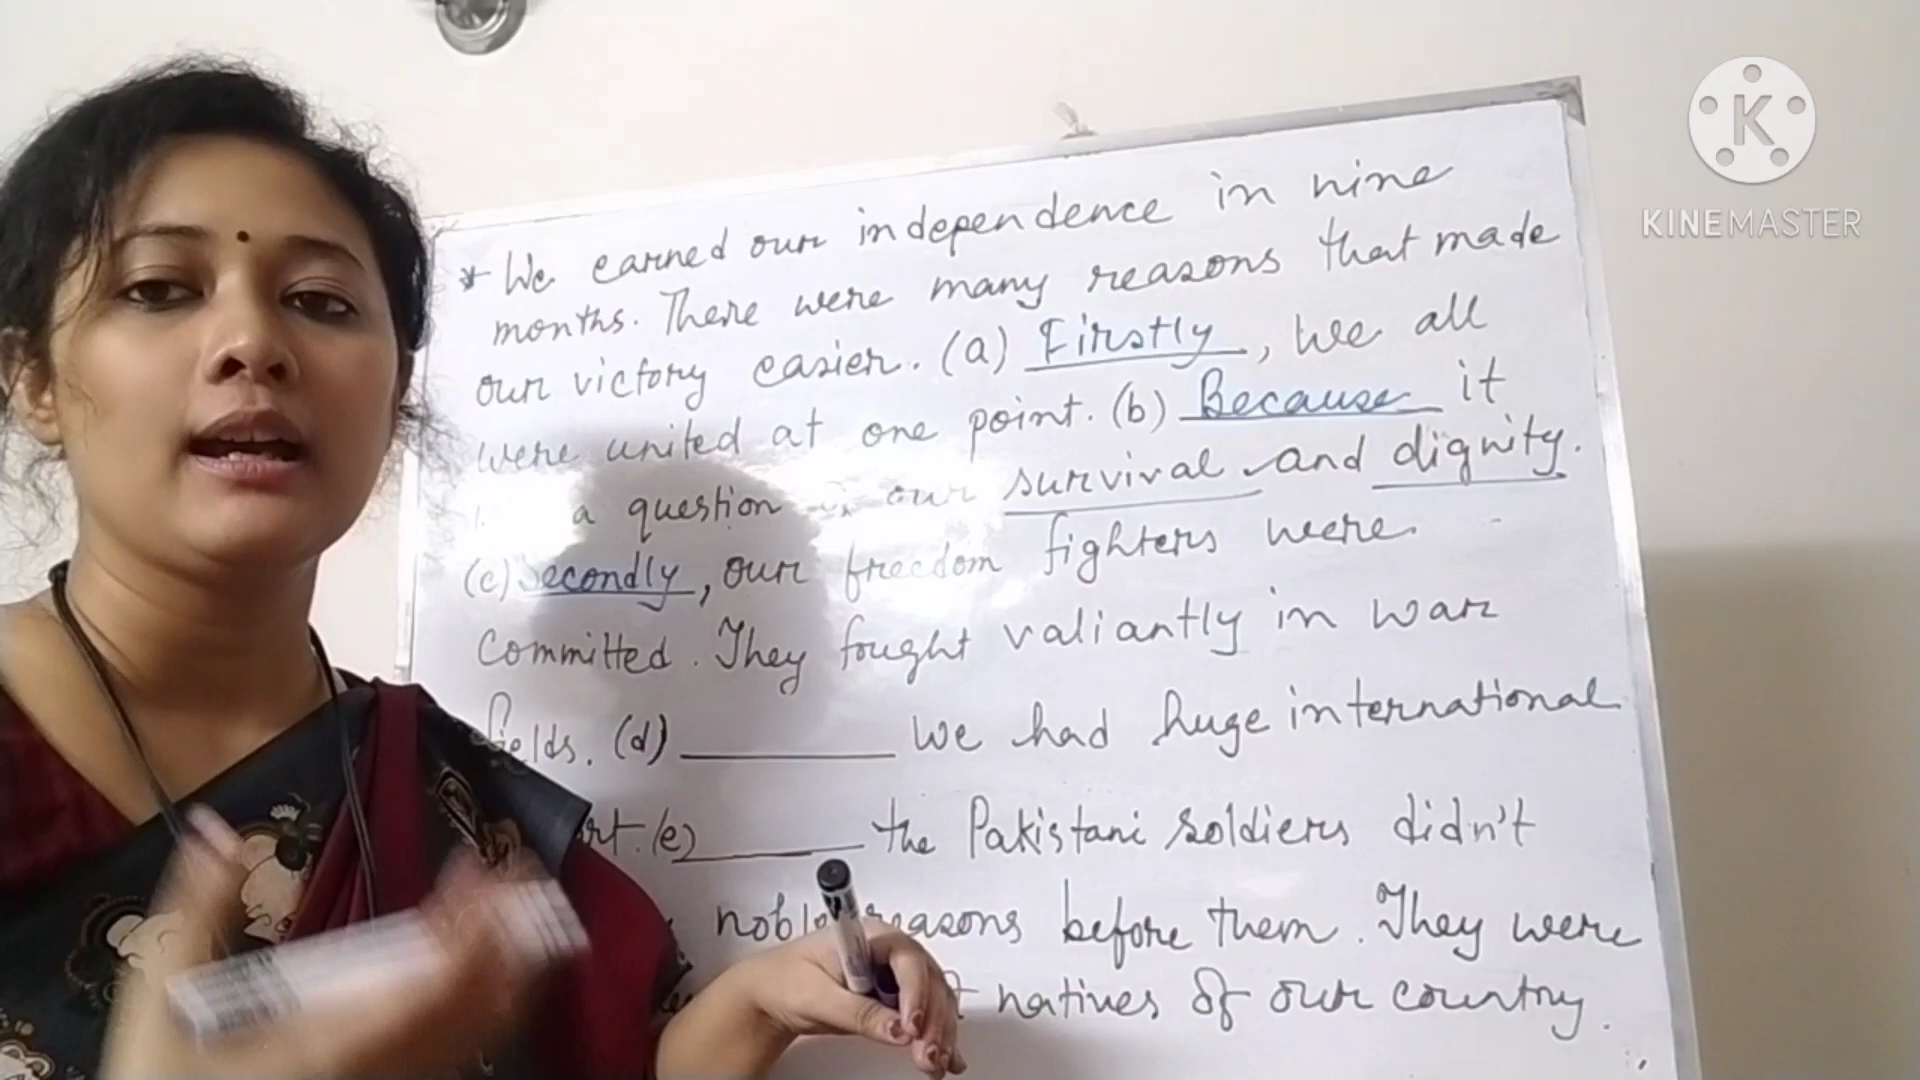 * We earned our independence in nine
months. There were many reasons that made
our victory easier. (a) Firstly, we all
were united at one point. (b) Because it
a question our survival and dignity.
(c) Secondly, our freedom fighters were
committed. They fought valiantly in war
fields. (d) ______ we had huge international
(e) ______ the Pakistani soldiers didn't
noble reasons before them. They were
natives of our country.
K
KINEMASTER